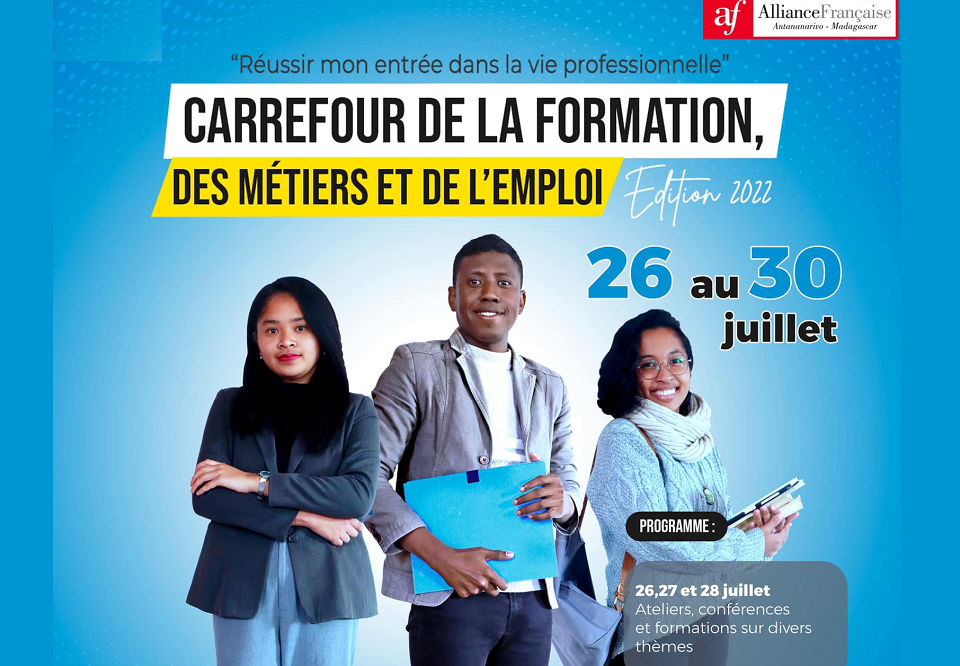 af AllianceFrançaise
Antananarivo - Madagascar
“Réussir mon entrée dans la vie professionnelle”
CARREFOUR DE LA FORMATION,
DES MÉTIERS ET DE L’EMPLOI
Edition 2022
26 au 30
juillet
PROGRAMME :
26,27 et 28 juillet
Ateliers, conférences
et formations sur divers
thèmes